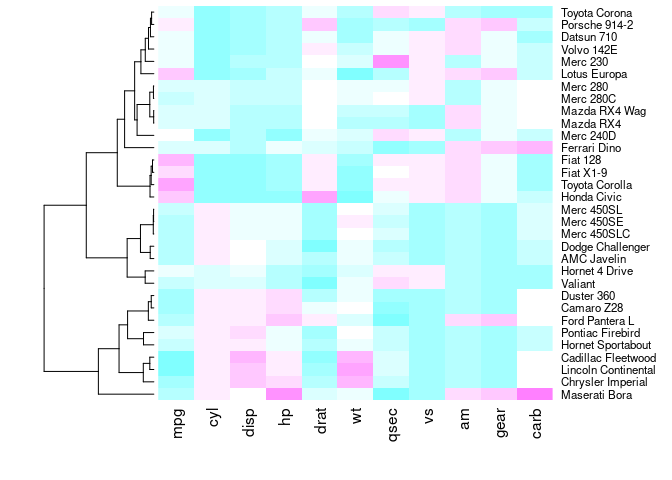 Toyota Corona
Porsche 914-2
Datsun 710
Volvo 142E
Merc 230
Lotus Europa
Merc 280
Merc 280C
Mazda RX4 Wag
Mazda RX4
Merc 240D
Ferrari Dino
Fiat 128
Fiat X1-9
Toyota Corolla
Honda Civic
Merc 450SL
Merc 450SE
Merc 450SLC
Dodge Challenger
AMC Javelin
Hornet 4 Drive
Valiant
Duster 360
Camaro Z28
Ford Pantera L
Pontiac Firebird
Hornet Sportabout
Cadillac Fleetwood
Lincoln Continental
Chrysler Imperial
Maserati Bora
mpg
cyl
disp
hp
drat
wt
qsec
vs
am
gear
carb